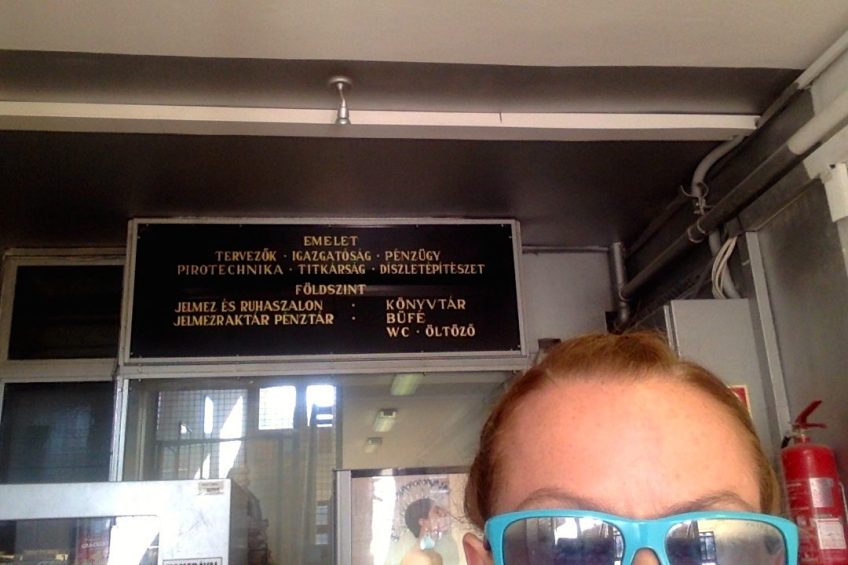 EMELET
TERVEZŐK · IGAZGATÓSÁG · PÉNZÜGY
PIROTECHNIKA · TITKÁRSÁG · DÍSZLETÉPÍTÉSZET
FÖLDSZINT
JELMEZ ÉS RUHASZALON · KÖNYVTÁR
JELMEZRAKTÁR PÉNZTÁR · BÜFÉ
WC · ÖLTÖZŐ